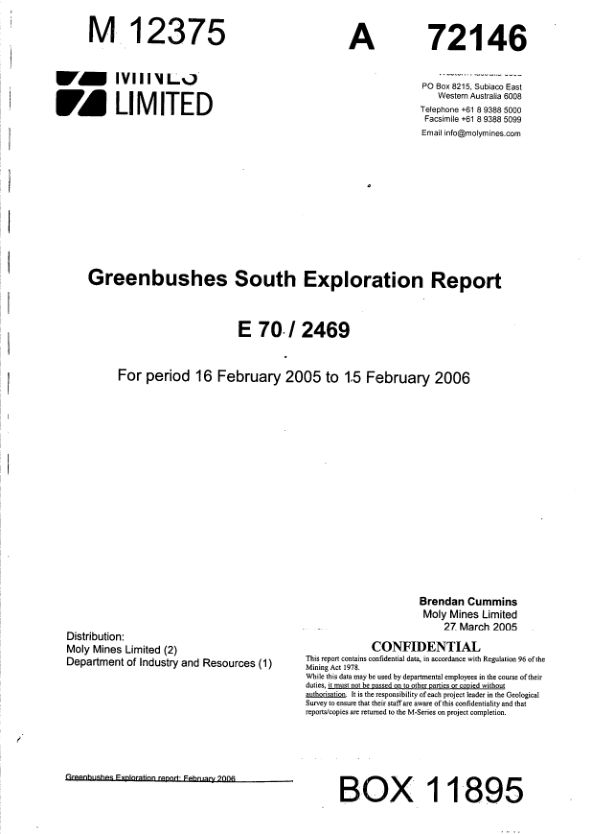 M 12375
A 72146
MINES
LIMITED
PO Box 8215, Subiaco East
Western Australia 6008
Telephone +61 8 9388 5000
Facsimile +61 8 9388 5099
Email info@molymines.com
Greenbushes South Exploration Report
E 70 / 2469
For period 16 February 2005 to 15 February 2006
Brendan Cummins
Moly Mines Limited
27 March 2005
Distribution:
Moly Mines Limited (2)
Department of Industry and Resources (1)
CONFIDENTIAL
This report contains confidential data, in accordance with Regulation 96 of the
Mining Act 1978.
While this data may be used by departmental employees in the course of their
duties, it must not be passed on to other parties or copied without
authorisation. It is the responsibility of each project leader in the Geological
Survey to ensure that their staff are aware of this confidentiality and that
reports/copies are returned to the M-Series on project completion.
Greenbushes Exploration report: February 2006
BOX 11895